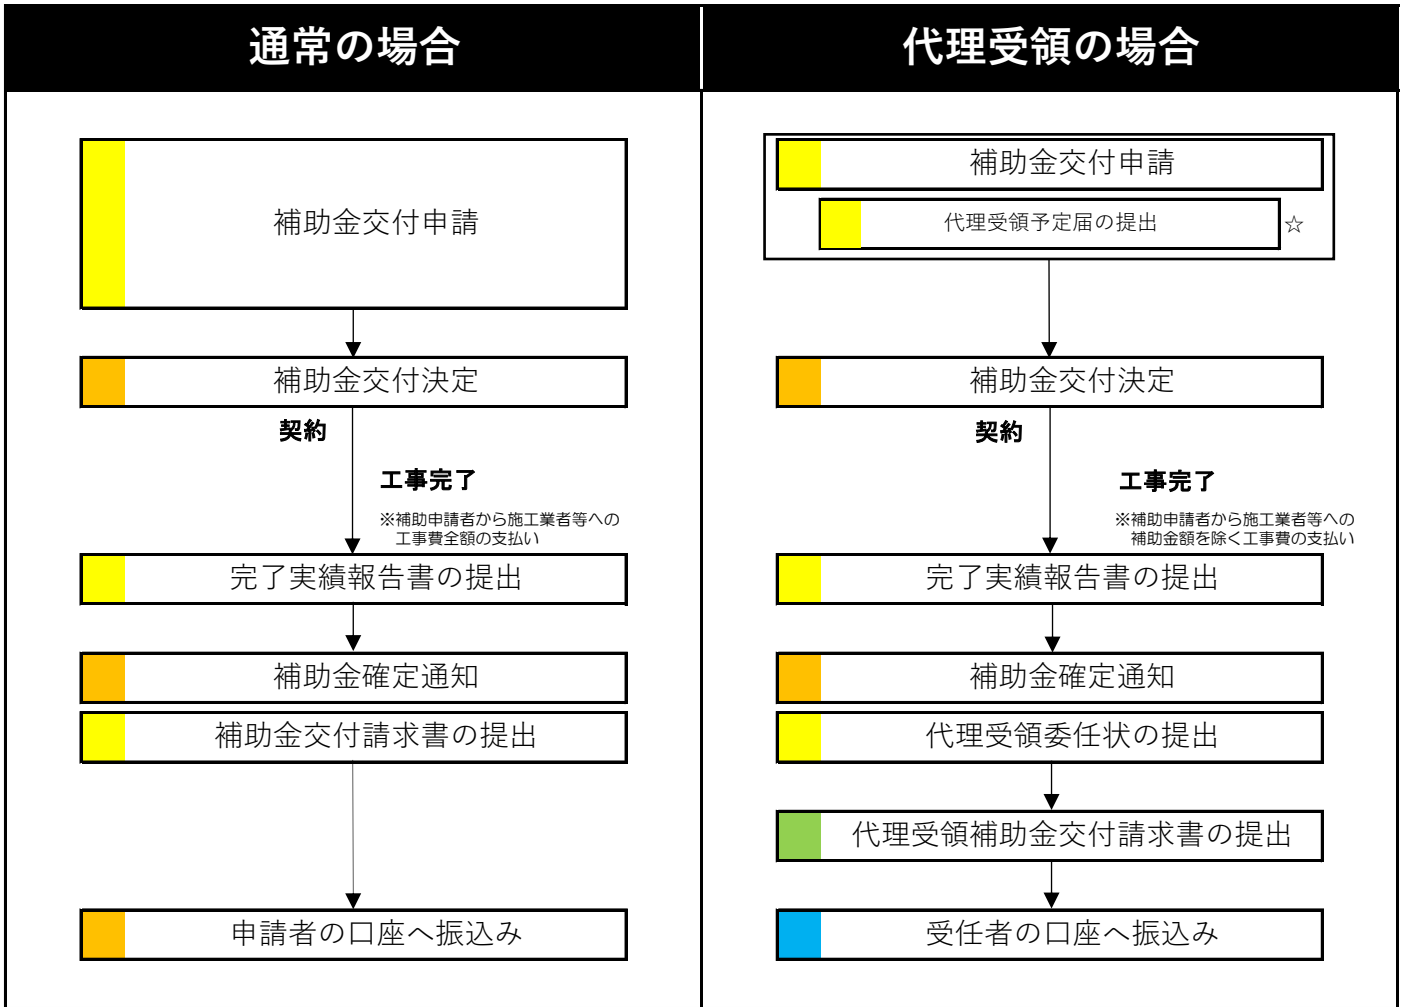 通常の場合
補助金交付申請
補助金交付決定
契約
工事完了
※補助申請者から施工業者等への
工事費全額の支払い
完了実績報告書の提出
補助金確定通知
補助金交付請求書の提出
申請者の口座へ振込み
代理受領の場合
補助金交付申請
代理受領予定届の提出 ☆
補助金交付決定
契約
工事完了
※補助申請者から施工業者等への
補助金額を除く工事費の支払い
完了実績報告書の提出
補助金確定通知
代理受領委任状の提出
代理受領補助金交付請求書の提出
受任者の口座へ振込み